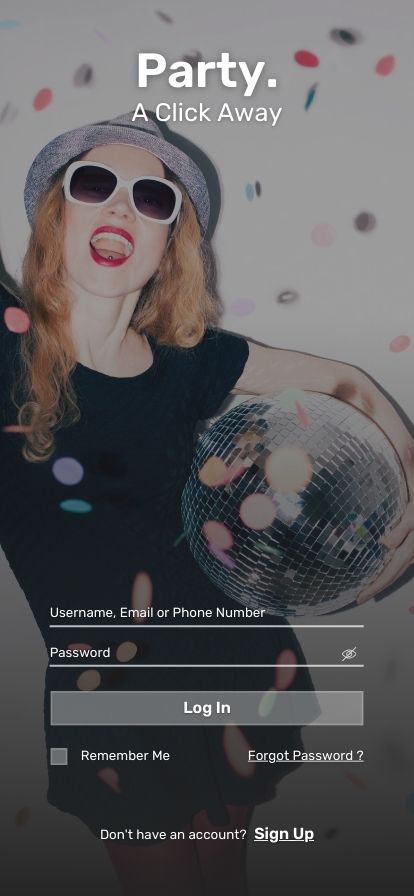 Party.
A Click Away
Username, Email or Phone Number
Password
Log In
Remember Me Forgot Password ?
Don't have an account? Sign Up